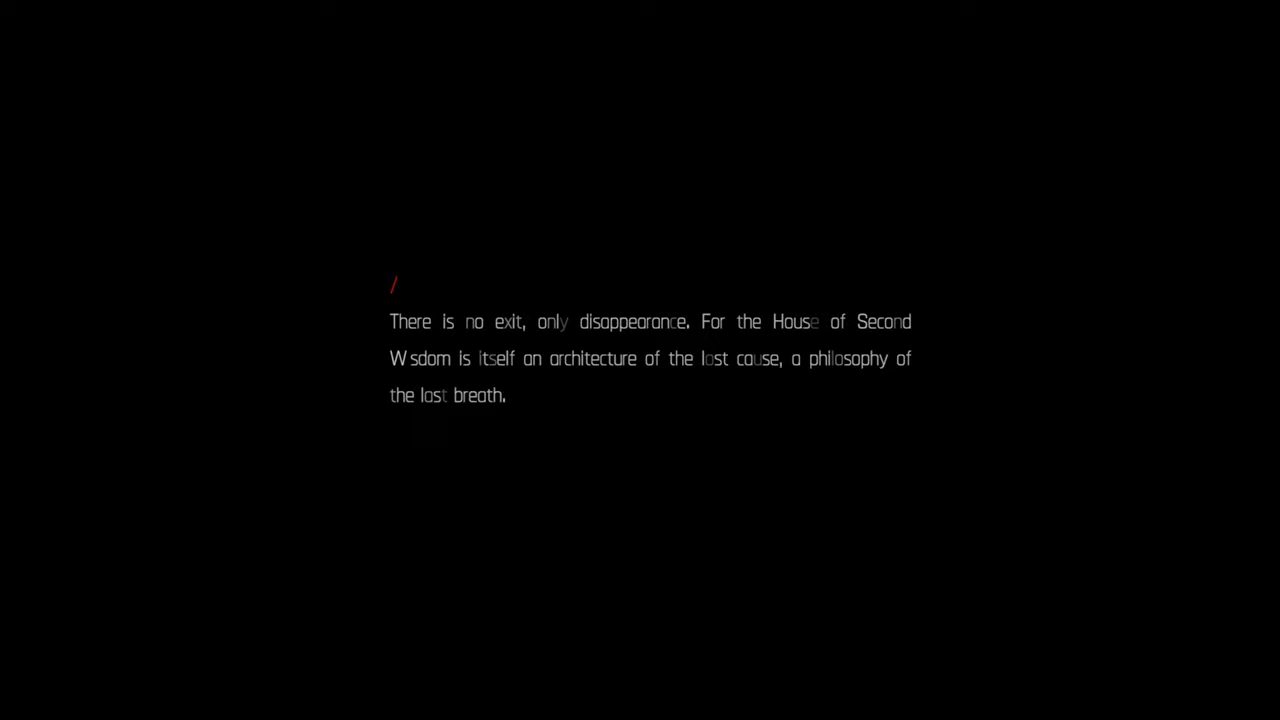 /
There is no exit, only disappearance. For the House of Second
W sdom is itself an architecture of the lost cause, a philosophy of
the last breath.